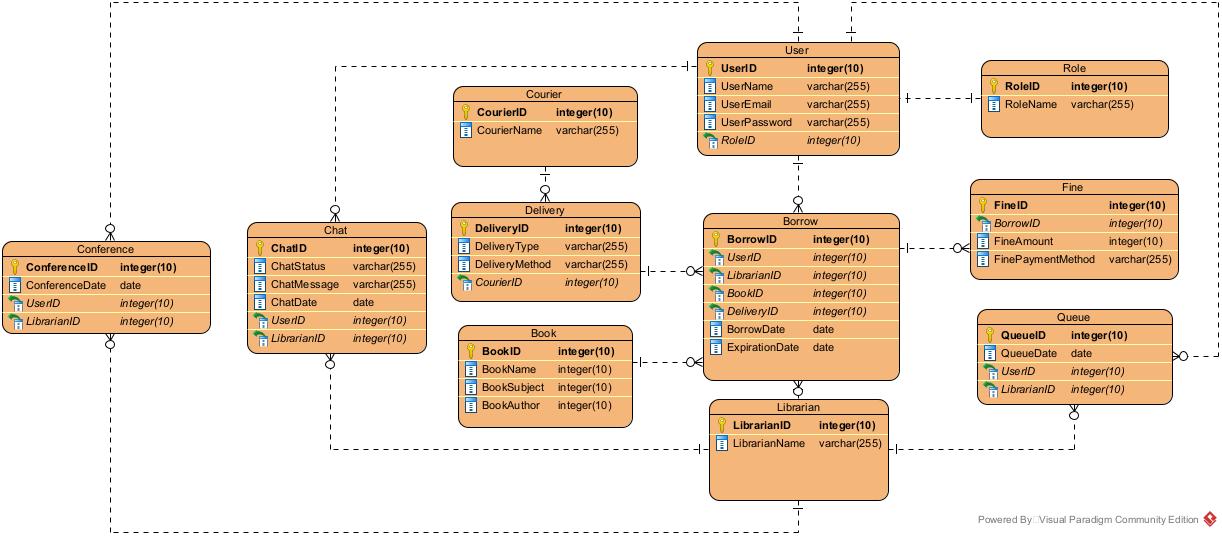 User
UserID integer(10)
UserName varchar(255)
UserEmail varchar(255)
UserPassword varchar(255)
RoleID integer(10)
Role
RoleID integer(10)
RoleName varchar(255)
Courier
CourierID integer(10)
CourierName varchar(255)
Fine
FineID integer(10)
BorrowID integer(10)
FineAmount integer(10)
FinePaymentMethod varchar(255)
Delivery
DeliveryID integer(10)
DeliveryType varchar(255)
DeliveryMethod varchar(255)
CourierID integer(10)
Borrow
BorrowID integer(10)
UserID integer(10)
LibrarianID integer(10)
BookID integer(10)
DeliveryID integer(10)
BorrowDate date
ExpirationDate date
Chat
ChatID integer(10)
ChatStatus varchar(255)
ChatMessage varchar(255)
ChatDate date
UserID integer(10)
LibrarianID integer(10)
Conference
ConferenceID integer(10)
ConferenceDate date
UserID integer(10)
LibrarianID integer(10)
Queue
QueueID integer(10)
QueueDate date
UserID integer(10)
LibrarianID integer(10)
Book
BookID integer(10)
BookName integer(10)
BookSubject integer(10)
BookAuthor integer(10)
Librarian
LibrarianID integer(10)
LibrarianName varchar(255)
Powered By Visual Paradigm Community Edition